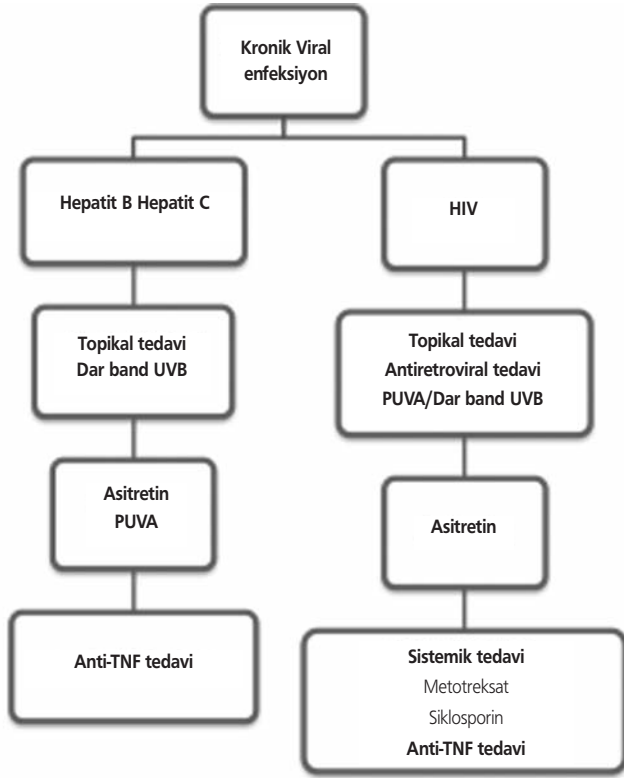 Kronik Viral
enfeksiyon
Hepatit B Hepatit C
HIV
Topikal tedavi
Dar band UVB
Topikal tedavi
Antiretroviral tedavi
PUVA/Dar band UVB
Asitretin
PUVA
Asitretin
Anti-TNF tedavi
Sistemik tedavi
Metotreksat
Siklosporin
Anti-TNF tedavi